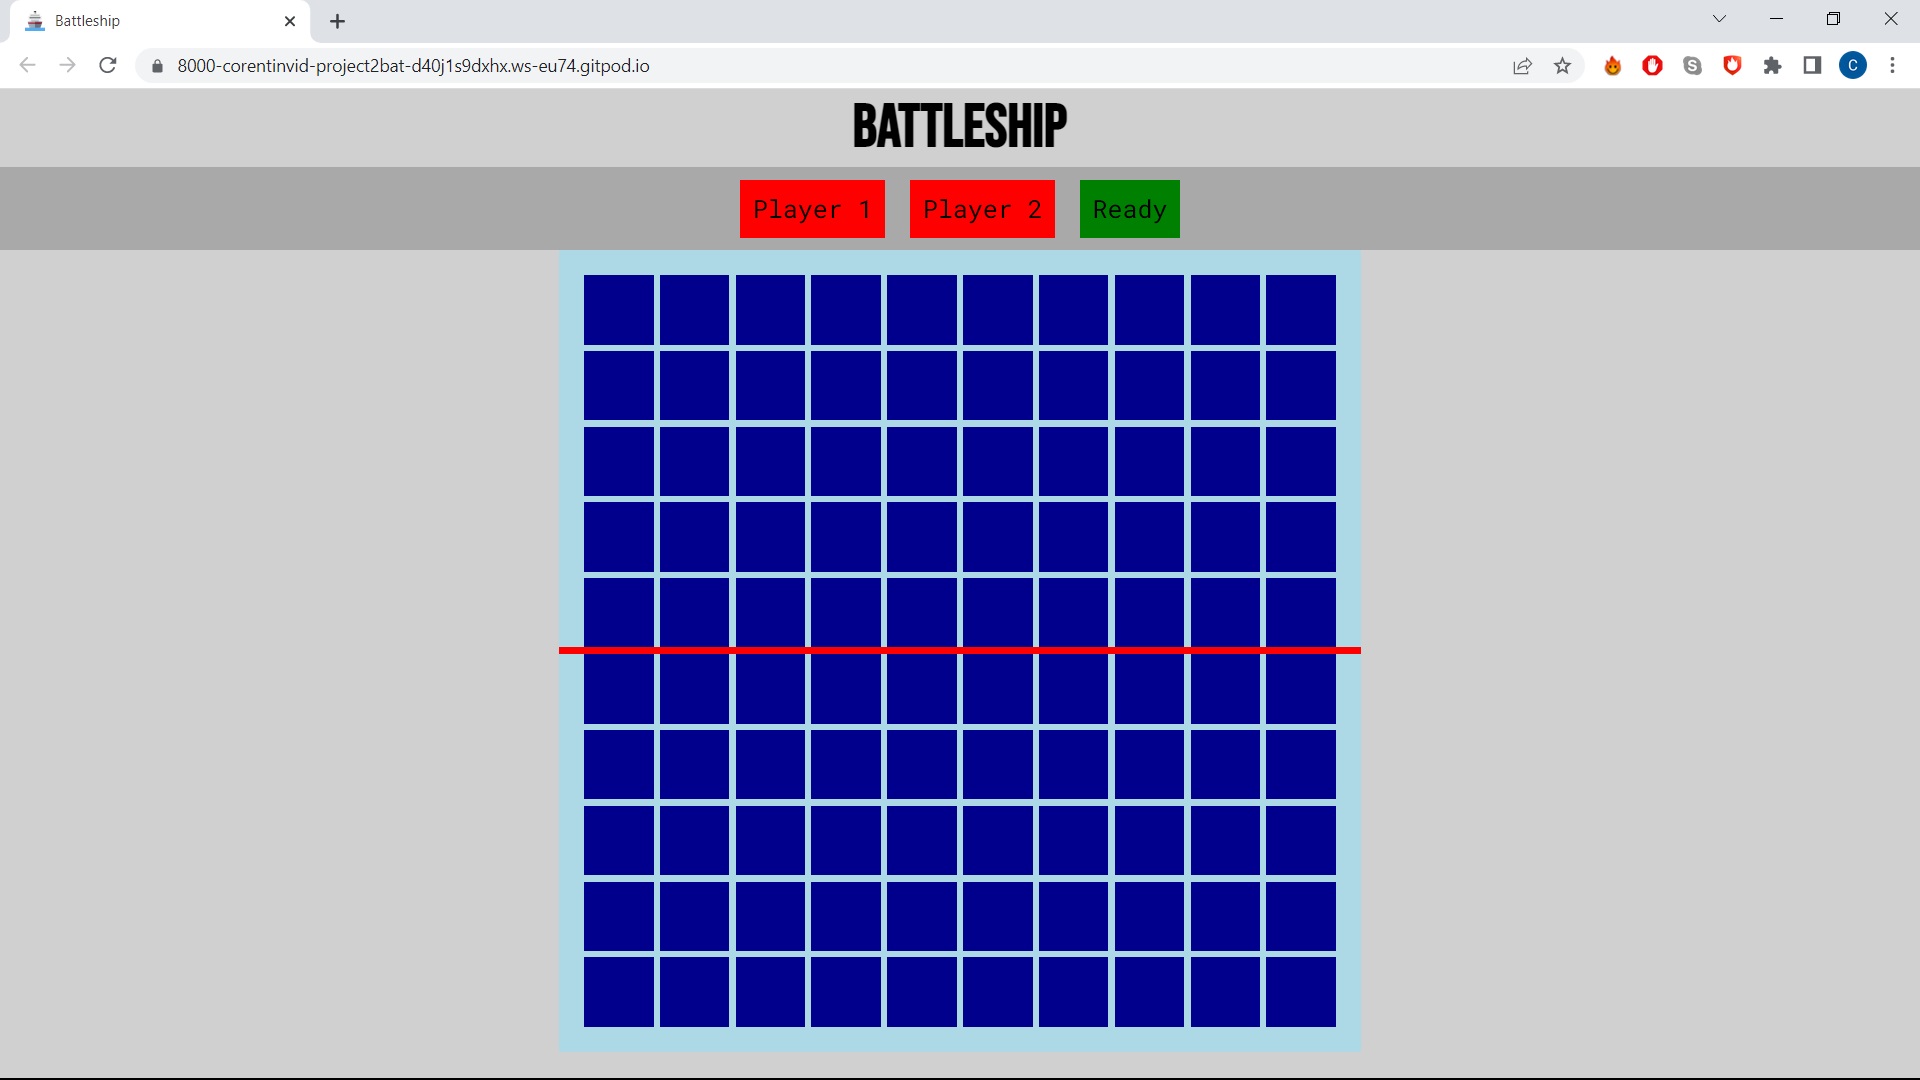 Battleship
8000-corentinvid-project2bat-d40j1s9dxhx.ws-eu74.gitpod.io
S
C
BATTLESHIP
Player 1
Player 2
Ready